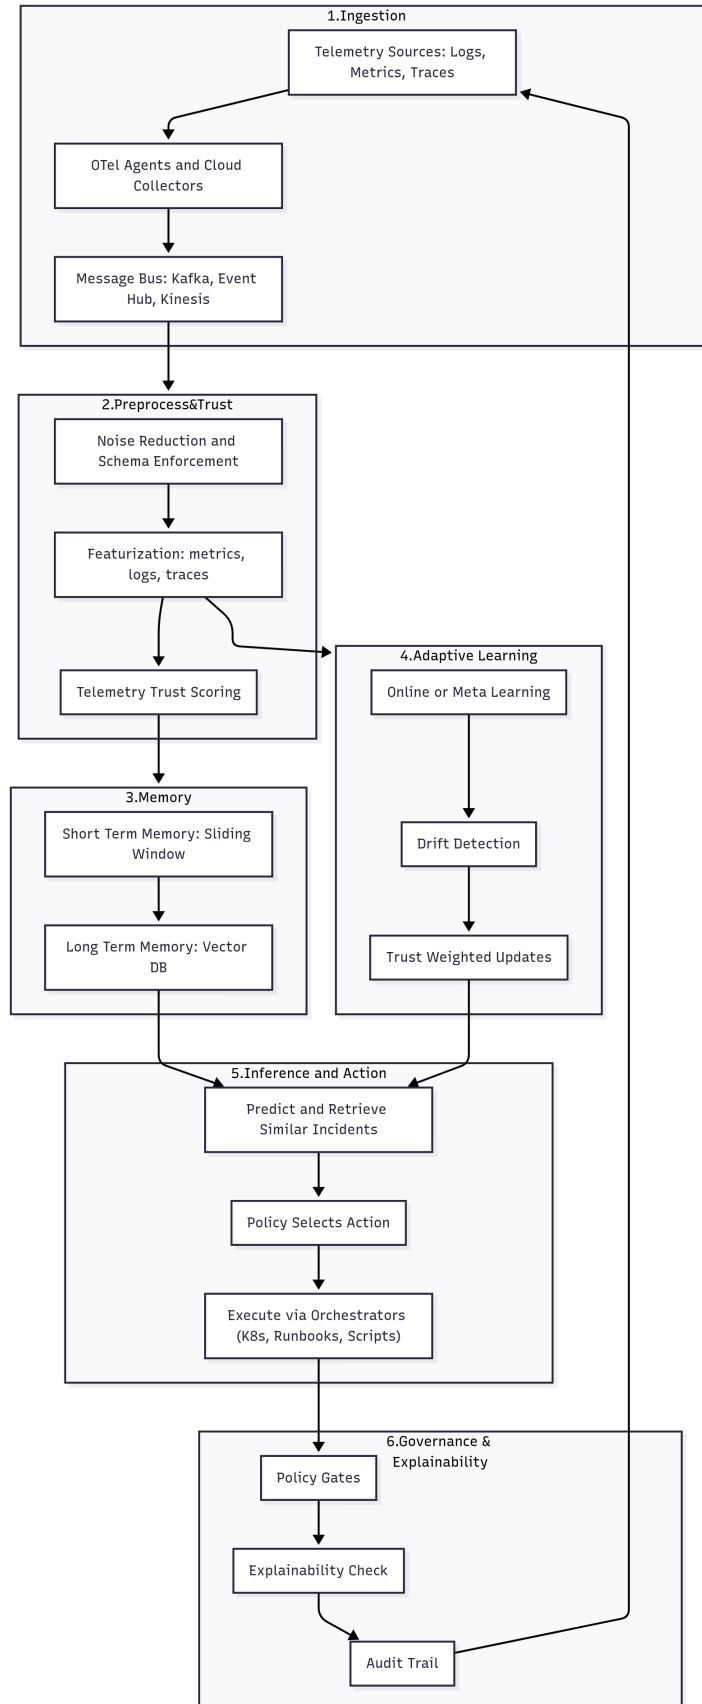 1.Ingestion
Telemetry Sources: Logs,
Metrics, Traces
OTel Agents and Cloud
Collectors
Message Bus: Kafka, Event
Hub, Kinesis
2.Preprocess&Trust
Noise Reduction and
Schema Enforcement
Featurization: metrics,
logs, traces
Telemetry Trust Scoring
3.Memory
Short Term Memory: Sliding
Window
Long Term Memory: Vector
DB
4.Adaptive Learning
Online or Meta Learning
Drift Detection
Trust Weighted Updates
5.Inference and Action
Predict and Retrieve
Similar Incidents
Policy Selects Action
Execute via Orchestrators
(K8s, Runbooks, Scripts)
6.Governance &
Explainability
Policy Gates
Explainability Check
Audit Trail